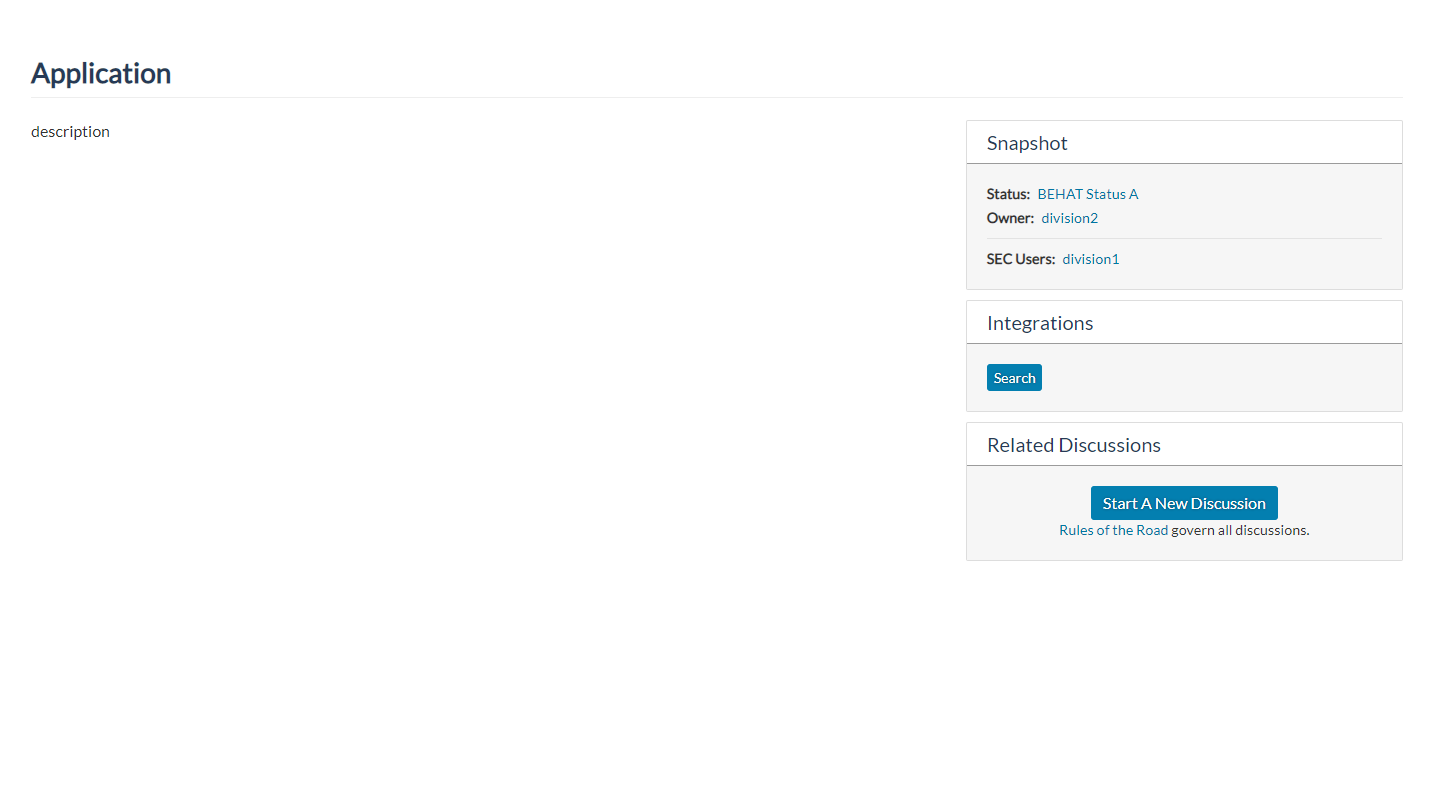 Application
description
Snapshot
Status: BEHAT Status A
Owner: division2
SEC Users: division1
Integrations
Search
Related Discussions
Start A New Discussion
Rules of the Road govern all discussions.